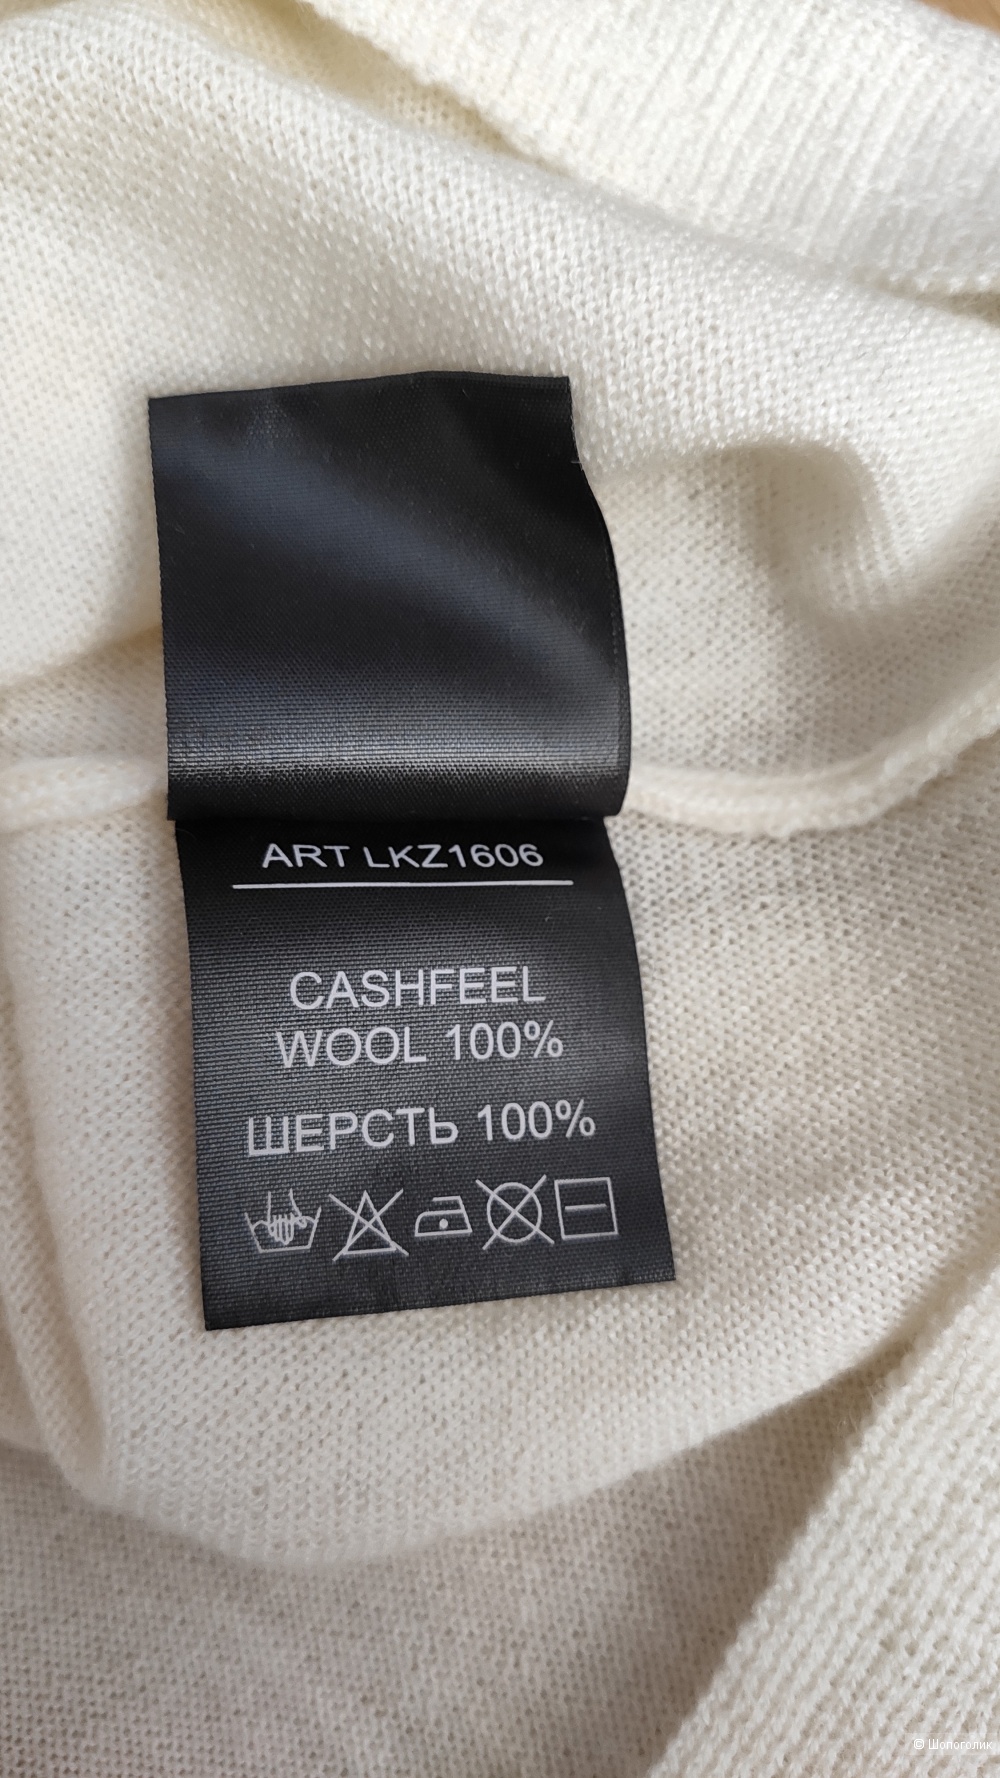 ART LKZ1606
CASHFEEL
WOOL 100%
ШЕРСТЬ 100%
© Шопоголик